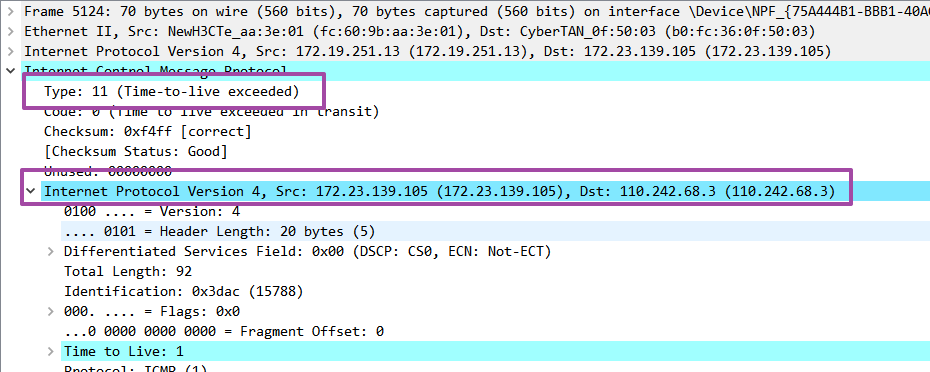 Frame 5124: 70 bytes on wire (560 bits), 70 bytes captured (560 bits) on interface \Device\NPF_{75A444B1-BBB1-40A
Ethernet II, Src: NewH3CTe_aa:3e:01 (fc:60:9b:aa:3e:01), Dst: CyberTAN_0f:50:03 (b0:fc:36:0f:50:03)
Internet Protocol Version 4, Src: 172.19.251.13 (172.19.251.13), Dst: 172.23.139.105 (172.23.139.105)
Internet Control Message Protocol
Type: 11 (Time-to-live exceeded)
Code: 0 (Time to live exceeded in transit)
Checksum: 0xf4ff [correct]
[Checksum Status: Good]
Unused: 00000000
Internet Protocol Version 4, Src: 172.23.139.105 (172.23.139.105), Dst: 110.242.68.3 (110.242.68.3)
0100 .... = Version: 4
.... 0101 = Header Length: 20 bytes (5)
Differentiated Services Field: 0x00 (DSCP: CS0, ECN: Not-ECT)
Total Length: 92
Identification: 0x3dac (15788)
000. .... = Flags: 0x0
...0 0000 0000 0000 = Fragment Offset: 0
Time to Live: 1
Protocol: ICMP (1)